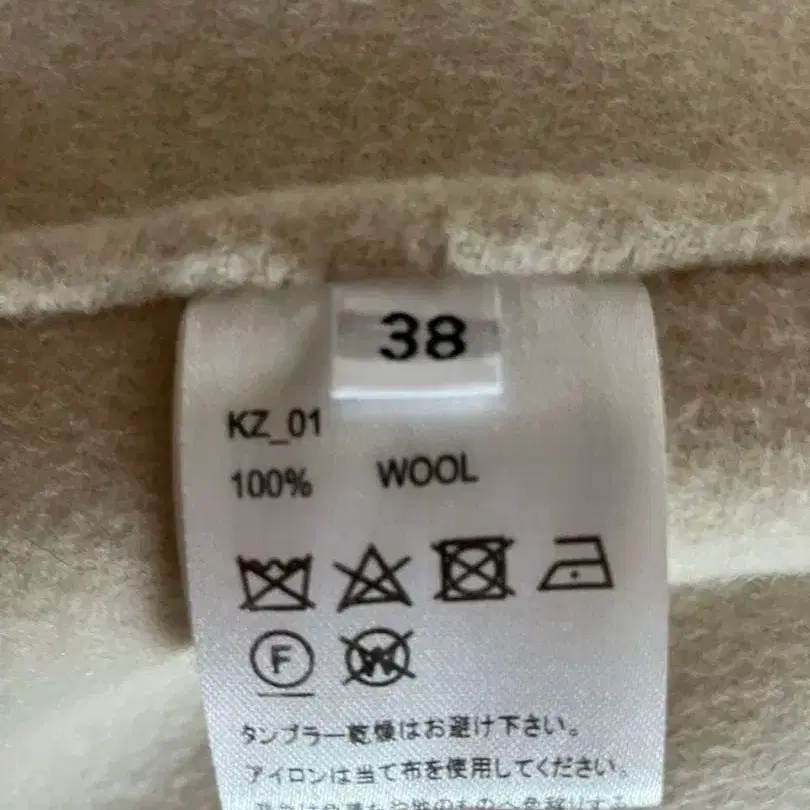 38
KZ_01
100% WOOL
F
W
タンブラー乾燥はお避け下さい。
アイロンは当て布を使用してください。